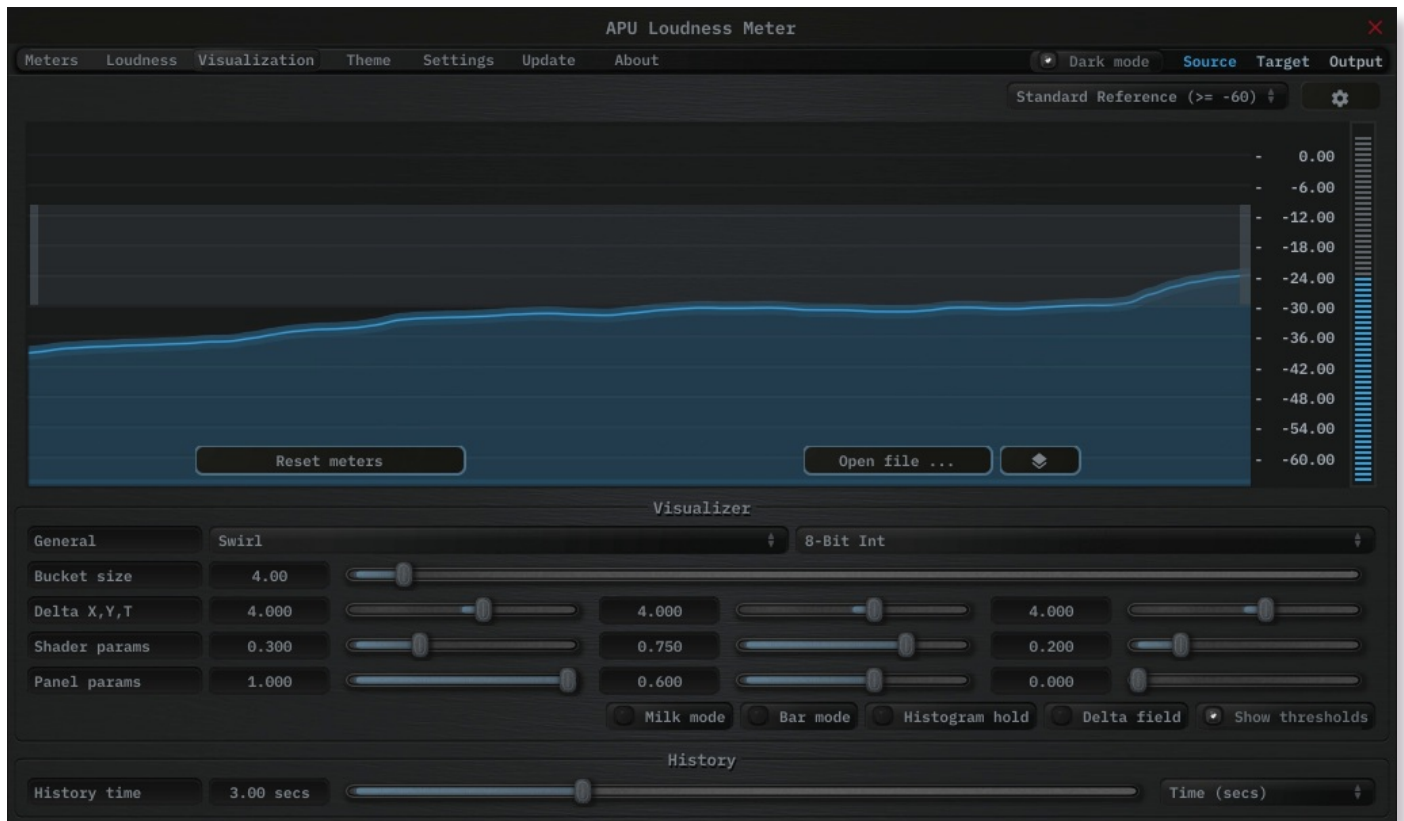 APU Loudness Meter
Meters Loudness Visualization Theme Settings Update About Dark mode Source Target Output
Standard Reference (>= -60)
- 0.00
- -6.00
- -12.00
- -18.00
- -24.00
- -30.00
- -36.00
- -42.00
- -48.00
- -54.00
- -60.00
Reset meters Open file ...
Visualizer
General Swirl 8-Bit Int
Bucket size 4.00
Delta X,Y,T 4.000 4.000 4.000
Shader params 0.300 0.750 0.200
Panel params 1.000 0.600 0.000
Milk mode Bar mode Histogram hold Delta field Show thresholds
History
History time 3.00 secs Time (secs)